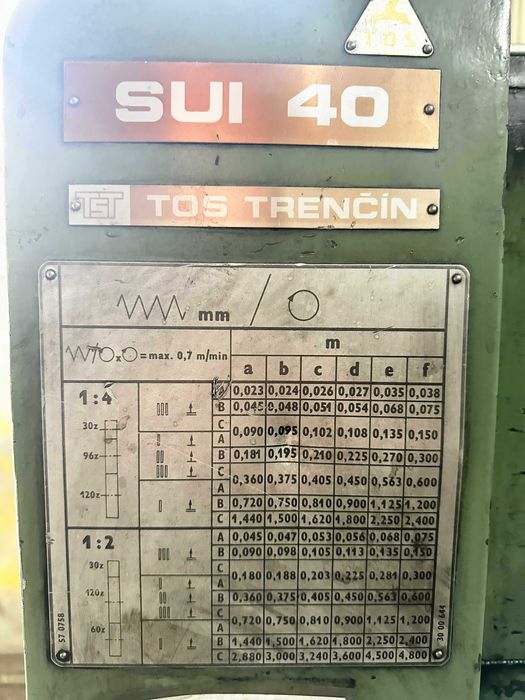 TOS
SUI 40
TST TOS TRENČÍN
mm /
= max. 0,7 m/min
m
a b c d e f
1:4
A 0,023 0,024 0,026 0,027 0,035 0,038
B 0,045 0,048 0,051 0,054 0,068 0,075
C
0,090 0,095 0,102 0,108 0,135 0,150
30z
A
96z
B 0,181 0,195 0,210 0,225 0,270 0,300
C
0,360 0,375 0,405 0,450 0,563 0,600
A
120z
B 0,720 0,750 0,810 0,900 1,125 1,200
C 1,440 1,500 1,620 1,800 2,250 2,400
1:2
A 0,045 0,047 0,053 0,056 0,068 0,075
B 0,090 0,098 0,105 0,113 0,135 0,150
30z
C
0,180 0,188 0,203 0,225 0,281 0,300
A
120z
B 0,360 0,375 0,405 0,450 0,563 0,600
C
0,720 0,750 0,810 0,900 1,125 1,200
60z
A
B 1,440 1,500 1,620 1,800 2,250 2,400
C 2,880 3,000 3,240 3,600 4,500 4,800
57 0758
30 00 644